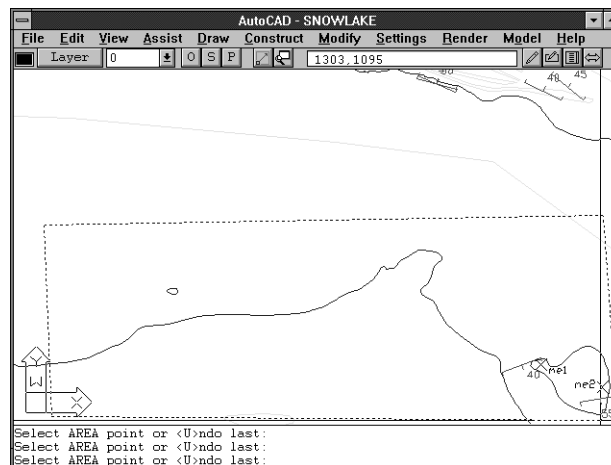 AutoCAD - SNOWLAKE
File Edit View Assist Draw Construct Modify Settings Render Model Help
Layer 0 O S P 1303,1095
40
40 me1
me2
W
Y
X
Select AREA point or <U>ndo last:
Select AREA point or <U>ndo last:
Select AREA point or <U>ndo last: